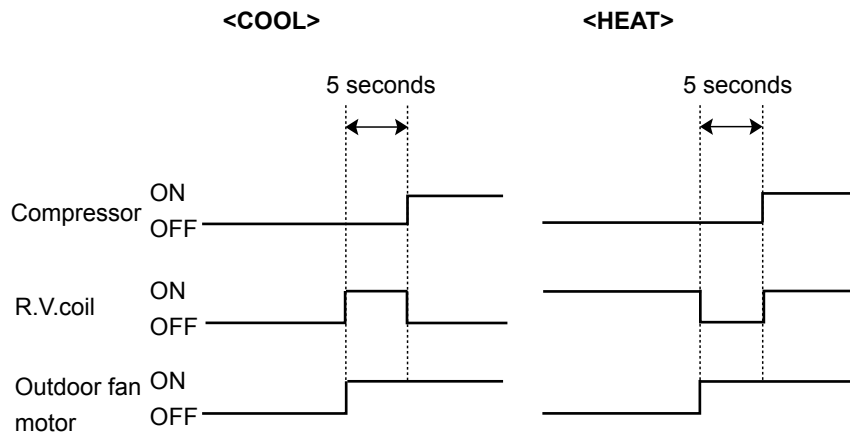 <COOL>
<HEAT>
5 seconds
5 seconds
Compressor
ON
OFF
R.V.coil
ON
OFF
Outdoor fan
motor
ON
OFF